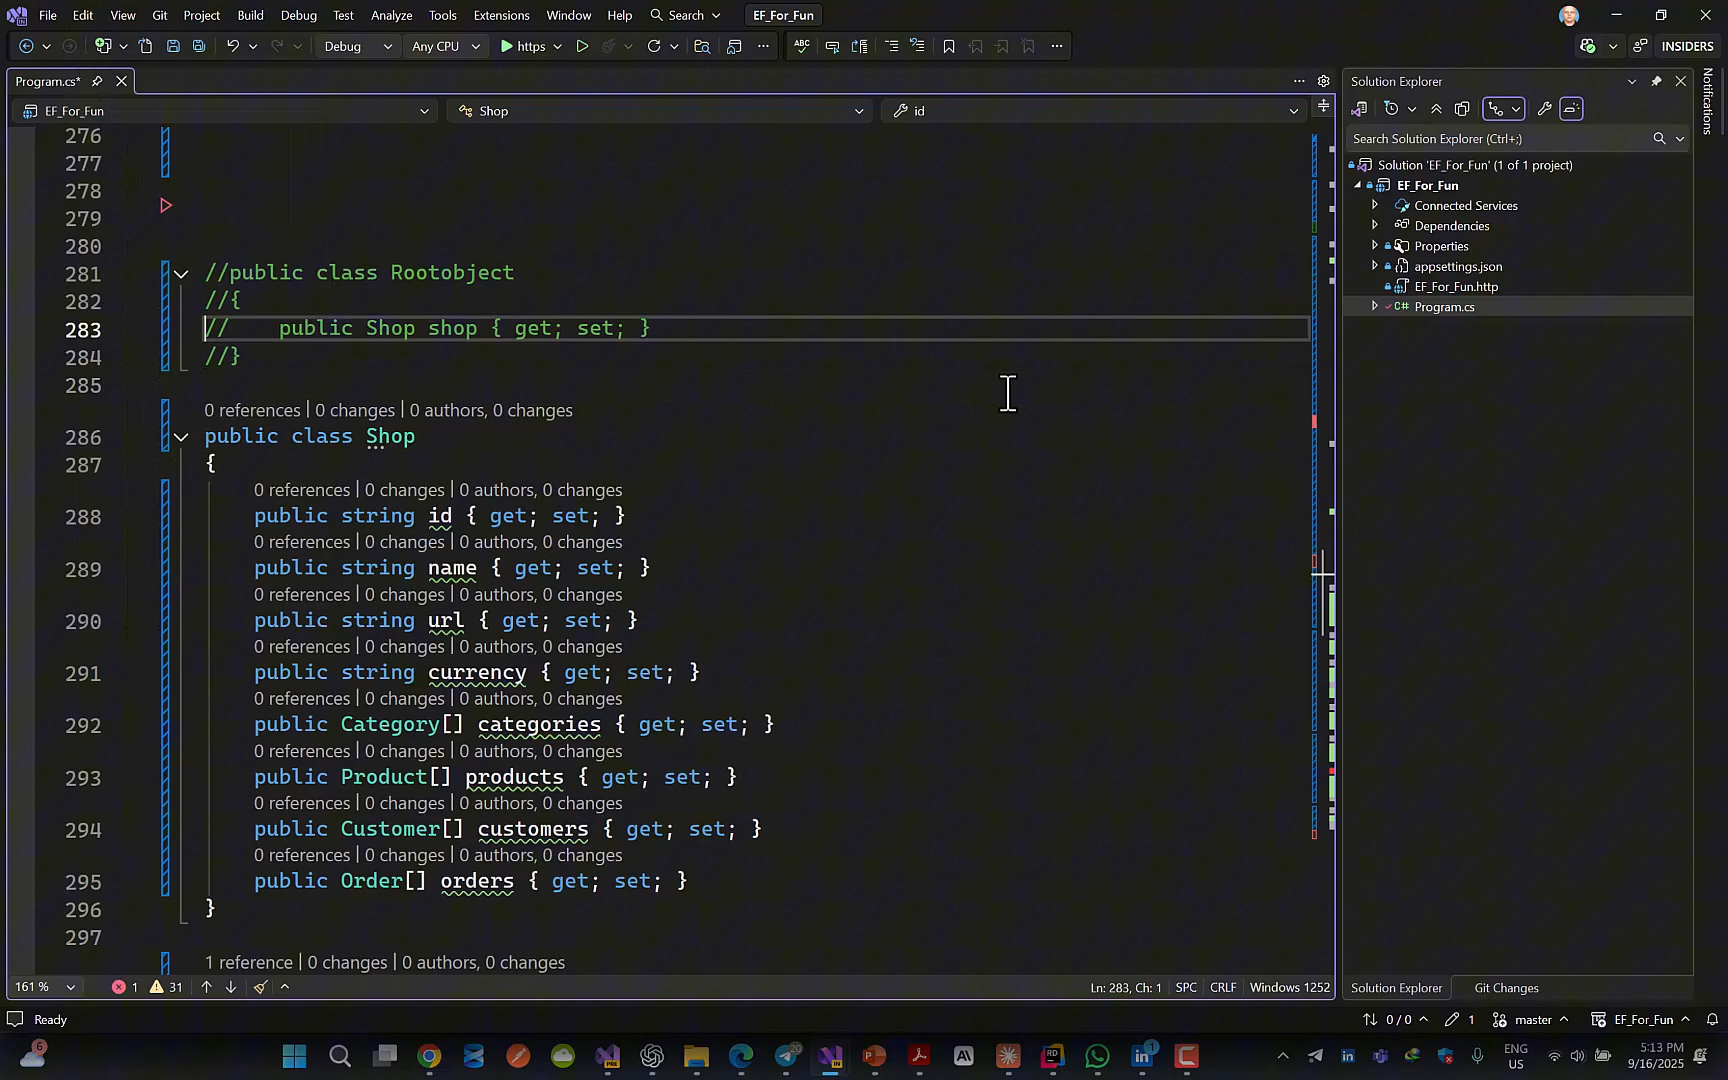 File Edit View Git Project Build Debug Test Analyze Tools Extensions Window Help Search EF_For_Fun
Debug Any CPU https INSIDERS
Program.cs*
EF_For_Fun Shop id
276
277
278
279
280
281 //public class Rootobject
282 //{
283 //    public Shop shop { get; set; }
284 //}
285
0 references | 0 changes | 0 authors, 0 changes
286 public class Shop
287 {
0 references | 0 changes | 0 authors, 0 changes
288 public string id { get; set; }
0 references | 0 changes | 0 authors, 0 changes
289 public string name { get; set; }
0 references | 0 changes | 0 authors, 0 changes
290 public string url { get; set; }
0 references | 0 changes | 0 authors, 0 changes
291 public string currency { get; set; }
0 references | 0 changes | 0 authors, 0 changes
292 public Category[] categories { get; set; }
0 references | 0 changes | 0 authors, 0 changes
293 public Product[] products { get; set; }
0 references | 0 changes | 0 authors, 0 changes
294 public Customer[] customers { get; set; }
0 references | 0 changes | 0 authors, 0 changes
295 public Order[] orders { get; set; }
296 }
297
1 reference | 0 changes | 0 authors, 0 changes
161 % 1 31 Ln: 283, Ch: 1 SPC CRLF Windows 1252
Solution Explorer
Search Solution Explorer (Ctrl+;)
Solution 'EF_For_Fun' (1 of 1 project)
EF_For_Fun
Connected Services
Dependencies
Properties
appsettings.json
EF_For_Fun.http
C# Program.cs
Solution Explorer Git Changes
Notifications
Ready 0 / 0 1 master EF_For_Fun
6 20 1 ENG
US
5:13 PM
9/16/2025